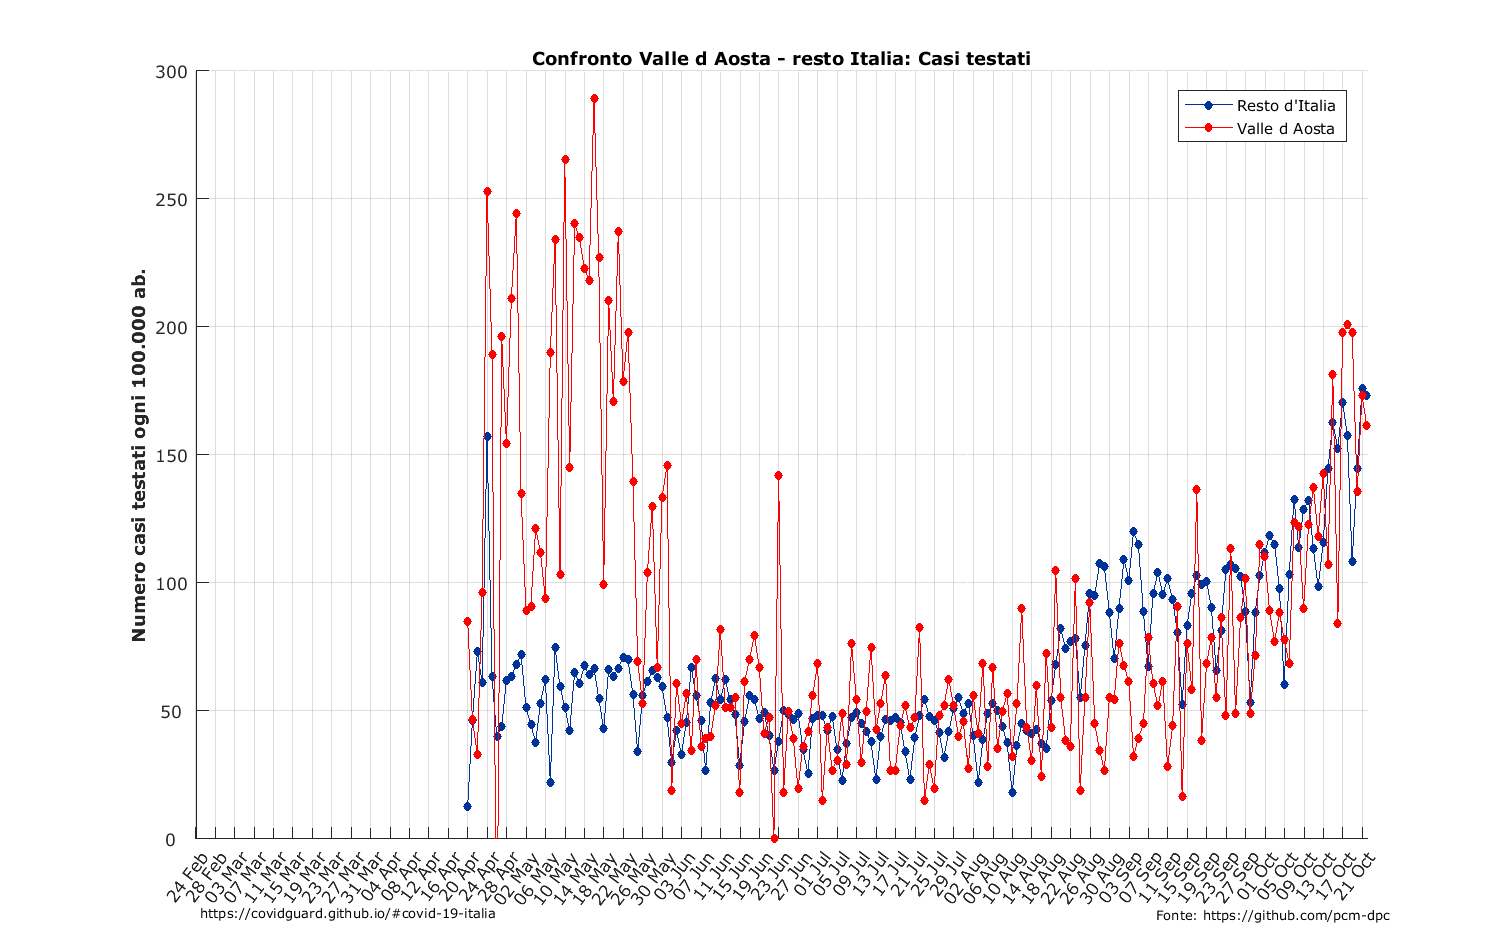 Confronto Valle d Aosta - resto Italia: Casi testati
Resto d'Italia
Valle d Aosta
Numero casi testati ogni 100.000 ab.
300
250
200
150
100
50
0
24 Feb
28 Feb
03 Mar
07 Mar
11 Mar
15 Mar
19 Mar
23 Mar
27 Mar
31 Mar
04 Apr
08 Apr
12 Apr
16 Apr
20 Apr
24 Apr
28 Apr
02 May
06 May
10 May
14 May
18 May
22 May
26 May
30 May
03 Jun
07 Jun
11 Jun
15 Jun
19 Jun
23 Jun
27 Jun
01 Jul
05 Jul
09 Jul
13 Jul
17 Jul
21 Jul
25 Jul
29 Jul
02 Aug
06 Aug
10 Aug
14 Aug
18 Aug
22 Aug
26 Aug
30 Aug
03 Sep
07 Sep
11 Sep
15 Sep
19 Sep
23 Sep
27 Sep
01 Oct
05 Oct
09 Oct
13 Oct
17 Oct
21 Oct
https://covidguard.github.io/#covid-19-italia
Fonte: https://github.com/pcm-dpc